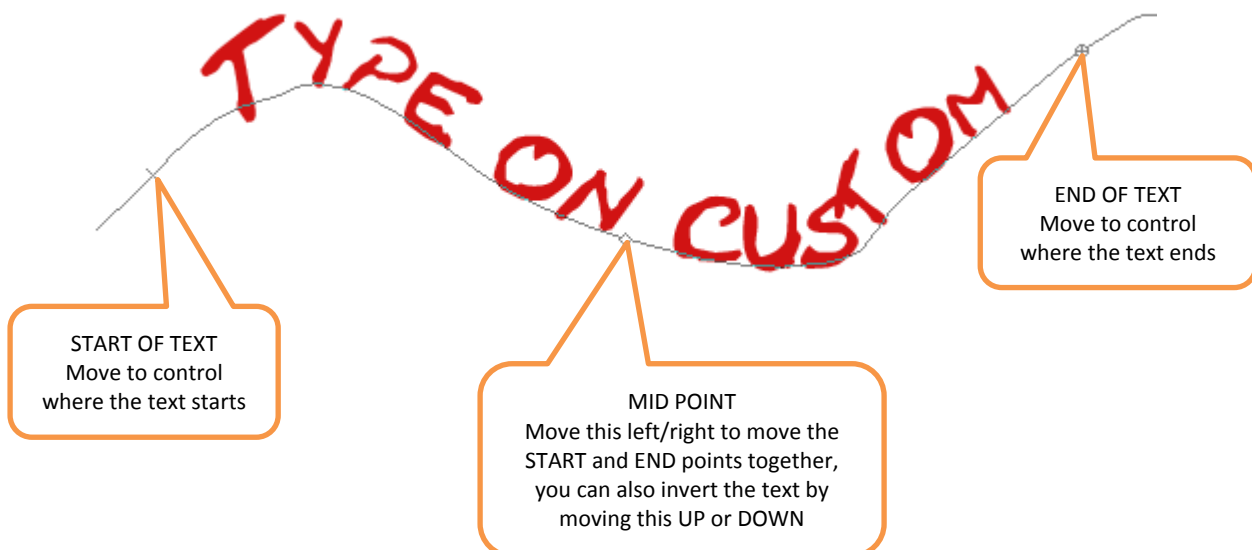 TYPE ON CUSTOM
START OF TEXT
Move to control
where the text starts
MID POINT
Move this left/right to move the
START and END points together,
you can also invert the text by
moving this UP or DOWN
END OF TEXT
Move to control
where the text ends